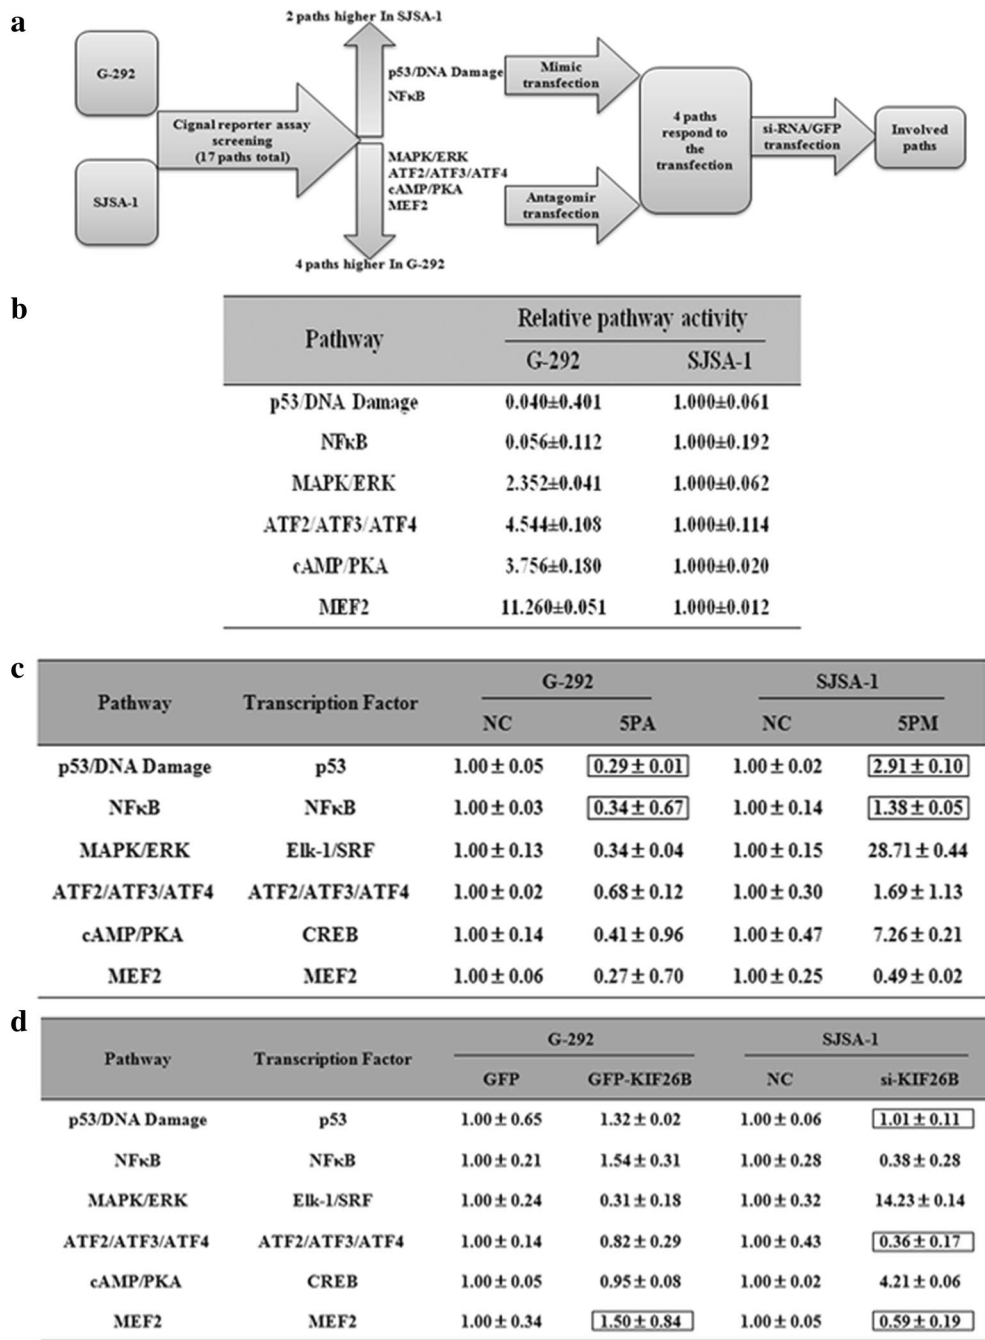 a
2 paths higher In SJSA-1
G-292
SJSA-1
Cignal reporter assay
screening
(17 paths total)
p53/DNA Damage
NFκB
MAPK/ERK
ATF2/ATF3/ATF4
cAMP/PKA
MEF2
4 paths higher In G-292
Mimic
transfection
Antagomir
transfection
4 paths
respond to
the
transfection
si-RNA/GFP
transfection
Involved
paths
b
Pathway Relative pathway activity
G-292 SJSA-1
p53/DNA Damage 0.040±0.401 1.000±0.061
NFκB 0.056±0.112 1.000±0.192
MAPK/ERK 2.352±0.041 1.000±0.062
ATF2/ATF3/ATF4 4.544±0.108 1.000±0.114
cAMP/PKA 3.756±0.180 1.000±0.020
MEF2 11.260±0.051 1.000±0.012
c
Pathway Transcription Factor G-292 SJSA-1
NC 5PA NC 5PM
p53/DNA Damage p53 1.00 ± 0.05 0.29 ± 0.01 1.00 ± 0.02 2.91 ± 0.10
NFκB NFκB 1.00 ± 0.03 0.34 ± 0.67 1.00 ± 0.14 1.38 ± 0.05
MAPK/ERK Elk-1/SRF 1.00 ± 0.13 0.34 ± 0.04 1.00 ± 0.15 28.71 ± 0.44
ATF2/ATF3/ATF4 ATF2/ATF3/ATF4 1.00 ± 0.02 0.68 ± 0.12 1.00 ± 0.30 1.69 ± 1.13
cAMP/PKA CREB 1.00 ± 0.14 0.41 ± 0.96 1.00 ± 0.47 7.26 ± 0.21
MEF2 MEF2 1.00 ± 0.06 0.27 ± 0.70 1.00 ± 0.25 0.49 ± 0.02
d
Pathway Transcription Factor G-292 SJSA-1
GFP GFP-KIF26B NC si-KIF26B
p53/DNA Damage p53 1.00 ± 0.65 1.32 ± 0.02 1.00 ± 0.06 1.01 ± 0.11
NFκB NFκB 1.00 ± 0.21 1.54 ± 0.31 1.00 ± 0.28 0.38 ± 0.28
MAPK/ERK Elk-1/SRF 1.00 ± 0.24 0.31 ± 0.18 1.00 ± 0.32 14.23 ± 0.14
ATF2/ATF3/ATF4 ATF2/ATF3/ATF4 1.00 ± 0.14 0.82 ± 0.29 1.00 ± 0.43 0.36 ± 0.17
cAMP/PKA CREB 1.00 ± 0.05 0.95 ± 0.08 1.00 ± 0.02 4.21 ± 0.06
MEF2 MEF2 1.00 ± 0.34 1.50 ± 0.84 1.00 ± 0.05 0.59 ± 0.19